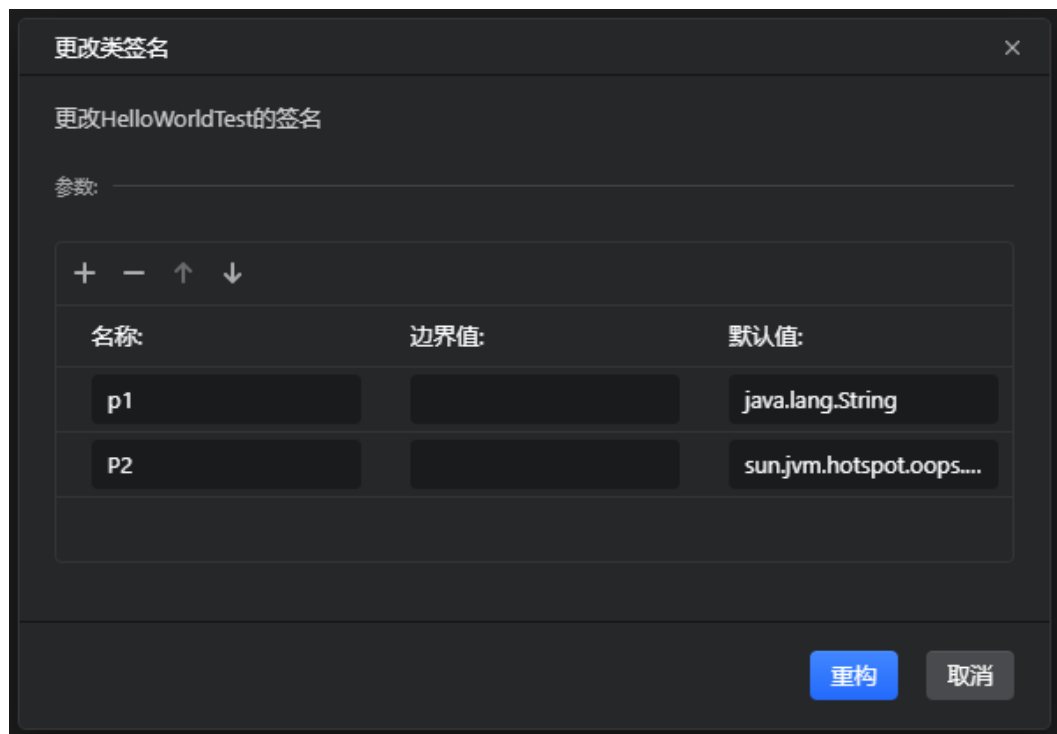 更改类签名
更改HelloWorldTest的签名
参数:
名称: 边界值: 默认值:
p1 java.lang.String
P2 sun.jvm.hotspot.oops....
重构 取消